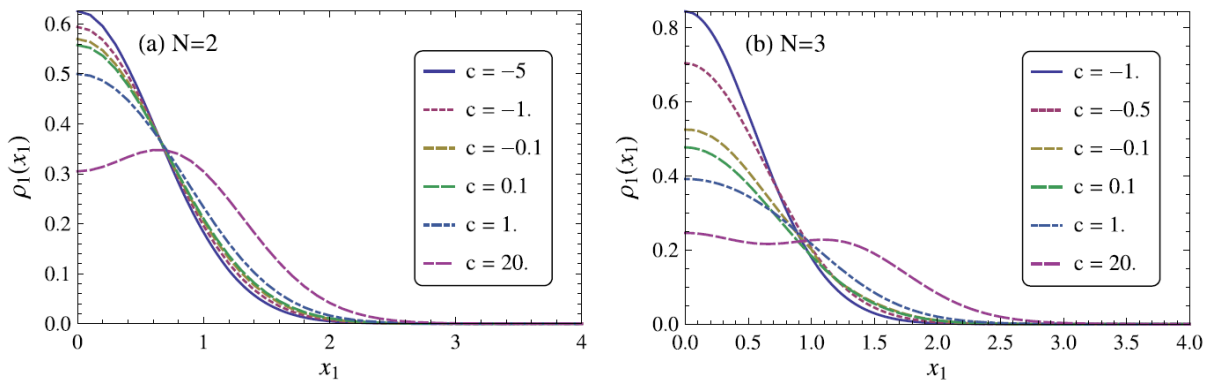 (a) N=2
ρ₁(x₁)
0.6
0.5
0.4
0.3
0.2
0.1
0.0
0
1
2
3
4
x₁
c = −5
c = −1.
c = −0.1
c = 0.1
c = 1.
c = 20.
(b) N=3
ρ₁(x₁)
0.8
0.6
0.4
0.2
0.0
0.0
0.5
1.0
1.5
2.0
2.5
3.0
3.5
4.0
x₁
c = −1.
c = −0.5
c = −0.1
c = 0.1
c = 1.
c = 20.